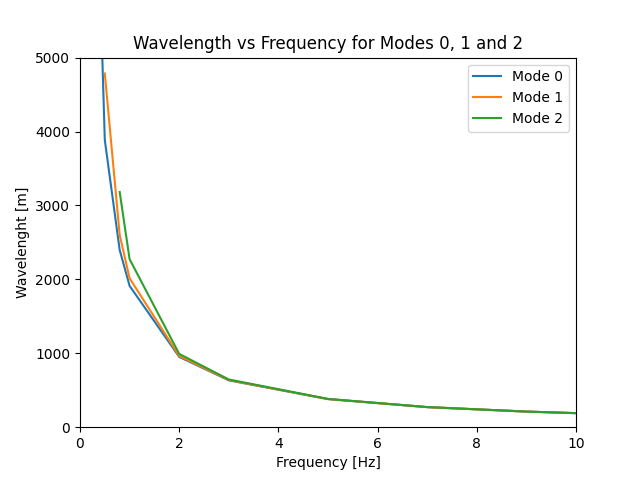 Wavelength vs Frequency for Modes 0, 1 and 2
Mode 0
Mode 1
Mode 2
Wavelenght [m]
5000
4000
3000
2000
1000
0
0 2 4 6 8 10
Frequency [Hz]